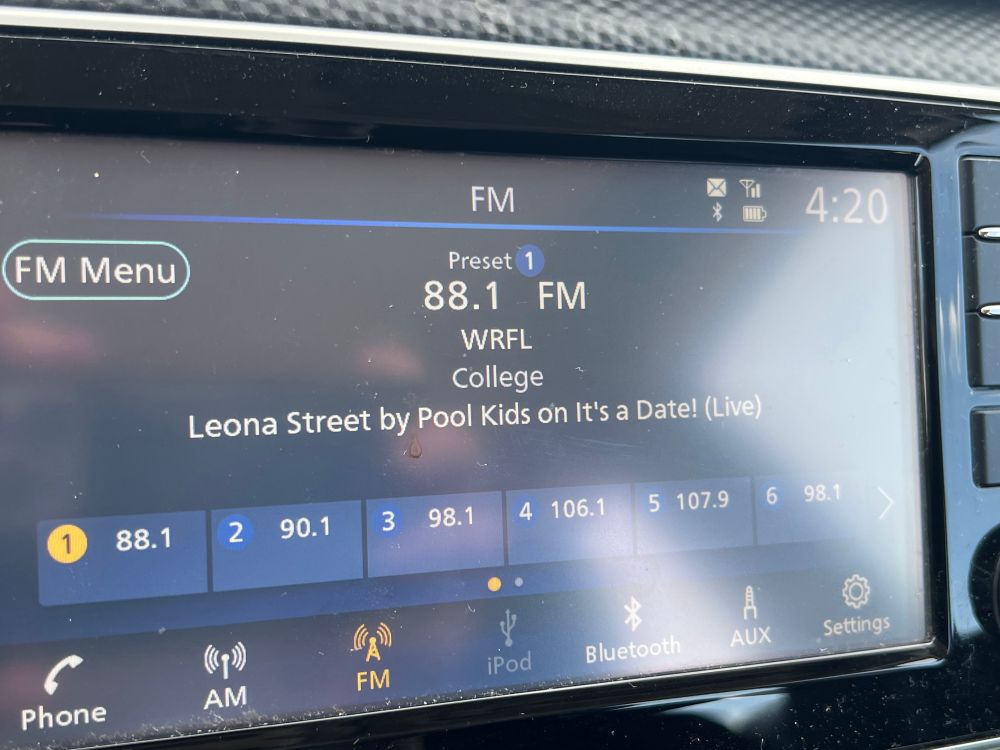 FM
4:20
FM Menu
Preset 1
88.1 FM
WRFL
College
Leona Street by Pool Kids on It's a Date! (Live)
1 88.1 2 90.1 3 98.1 4 106.1 5 107.9 6 98.1
Phone AM FM iPod Bluetooth AUX Settings